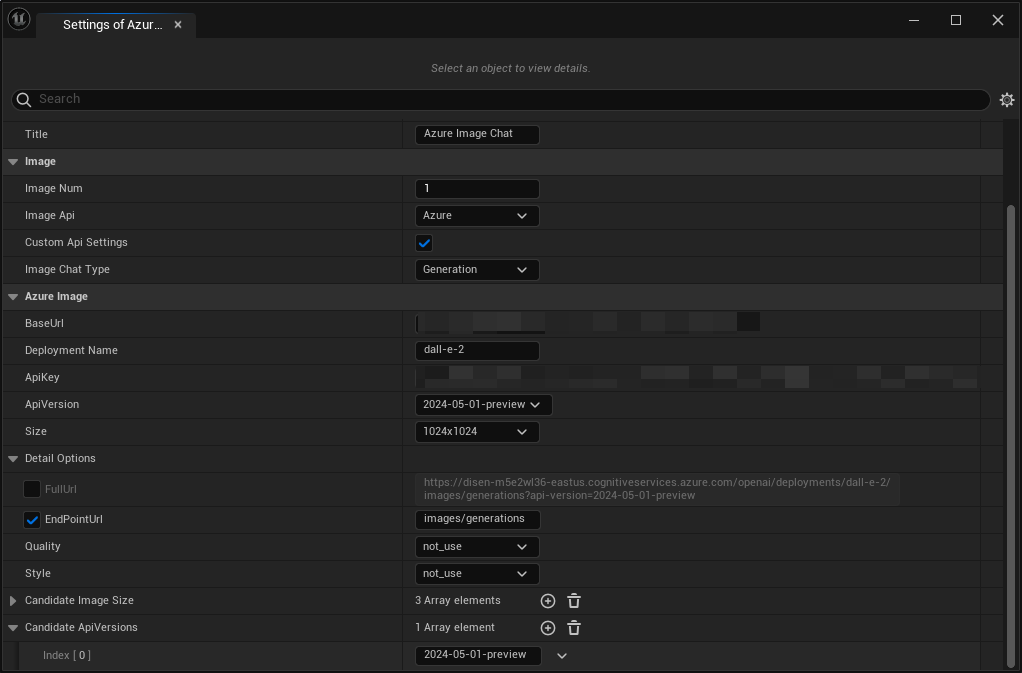 Settings of Azur...
Select an object to view details.
Search
Title
Azure Image Chat
Image
Image Num
1
Image Api
Azure
Custom Api Settings
Image Chat Type
Generation
Azure Image
BaseUrl
Deployment Name
dall-e-2
ApiKey
ApiVersion
2024-05-01-preview
Size
1024x1024
Detail Options
FullUrl
https://disen-m5e2wl36-eastus.cognitiveservices.azure.com/openai/deployments/dall-e-2/
images/generations?api-version=2024-05-01-preview
EndPointUrl
images/generations
Quality
not_use
Style
not_use
Candidate Image Size
3 Array elements
Candidate ApiVersions
1 Array element
Index [ 0 ]
2024-05-01-preview